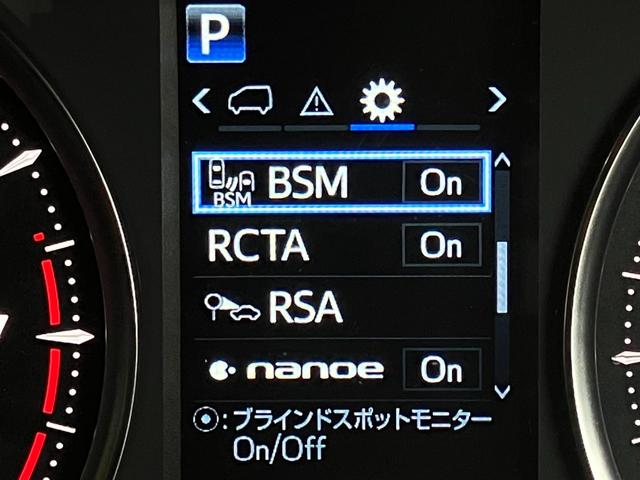 P
BSM BSM On
RCTA On
RSA
nanoe On
:ブラインドスポットモニター
On/Off